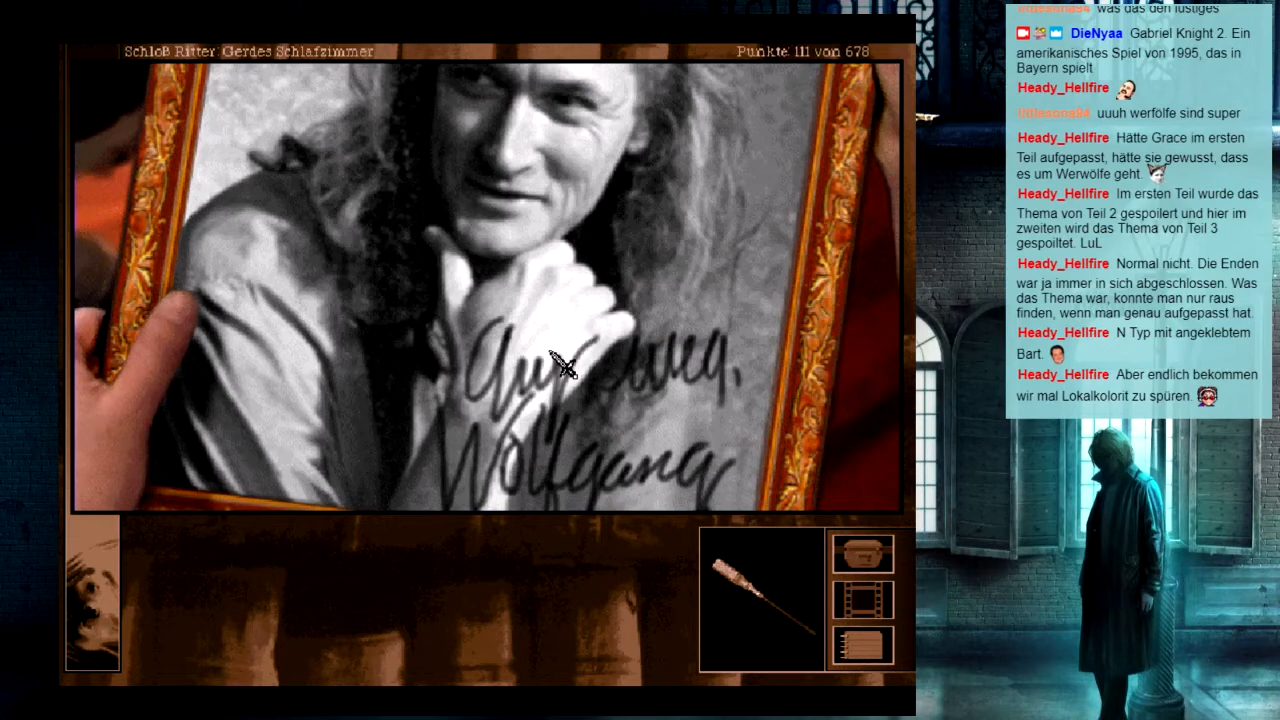 Schloß Ritter: Gerdes Schlafzimmer
Punkte: 111 von 678
Wolfgang
was das den lustiges
DieNyaa Gabriel Knight 2. Ein
amerikanisches Spiel von 1995, das in
Bayern spielt
Heady_Hellfire
uuuh werfölfe sind super
Heady_Hellfire Hätte Grace im ersten
Teil aufgepasst, hätte sie gewusst, dass
es um Werwölfe geht.
Heady_Hellfire Im ersten Teil wurde das
Thema von Teil 2 gespoilert und hier im
zweiten wird das Thema von Teil 3
gespoiltet. LuL
Heady_Hellfire Normal nicht. Die Enden
war ja immer in sich abgeschlossen. Was
das Thema war, konnte man nur raus
finden, wenn man genau aufgepasst hat.
Heady_Hellfire N Typ mit angeklebtem
Bart.
Heady_Hellfire Aber endlich bekommen
wir mal Lokalkolorit zu spüren.